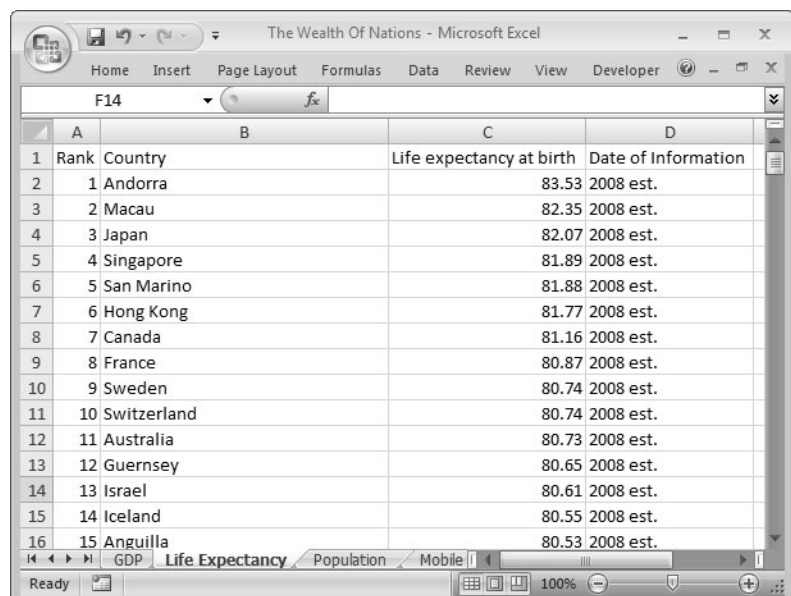 The Wealth Of Nations - Microsoft Excel
Home Insert Page Layout Formulas Data Review View Developer
F14 fx
A B C D
1 Rank Country Life expectancy at birth Date of Information
2 1 Andorra 83.53 2008 est.
3 2 Macau 82.35 2008 est.
4 3 Japan 82.07 2008 est.
5 4 Singapore 81.89 2008 est.
6 5 San Marino 81.88 2008 est.
7 6 Hong Kong 81.77 2008 est.
8 7 Canada 81.16 2008 est.
9 8 France 80.87 2008 est.
10 9 Sweden 80.74 2008 est.
11 10 Switzerland 80.74 2008 est.
12 11 Australia 80.73 2008 est.
13 12 Guernsey 80.65 2008 est.
14 13 Israel 80.61 2008 est.
15 14 Iceland 80.55 2008 est.
16 15 Anguilla 80.53 2008 est.
GDP Life Expectancy Population Mobile
Ready 100%